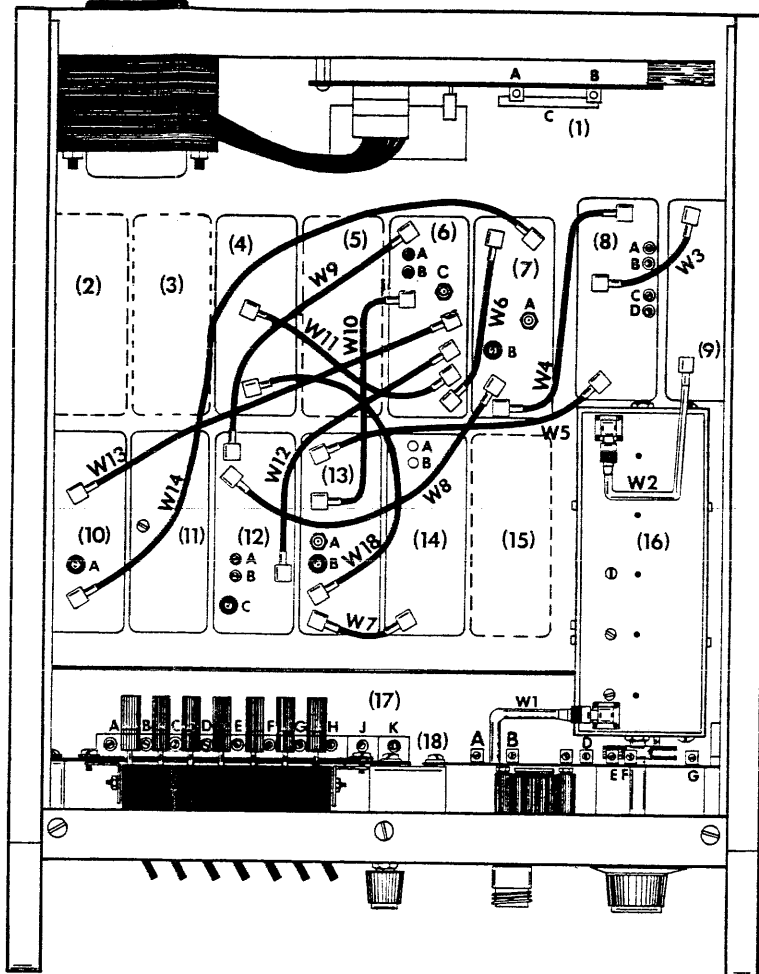 A B
C
(1)
(2) (3) (4) (5) (6) (7) (8) (9)
A
B
C
A
B
A
B
C
D
W3
W9
W10
W11
W6
W4
W5
W13
W14
W12
W8
W18
W7
W2
(10) (11) (12) (13) (14) (15) (16)
A
A
B
C
A
B
A
B
W1
(17)
A B C D E F G H J K
(18)
A B D E F G